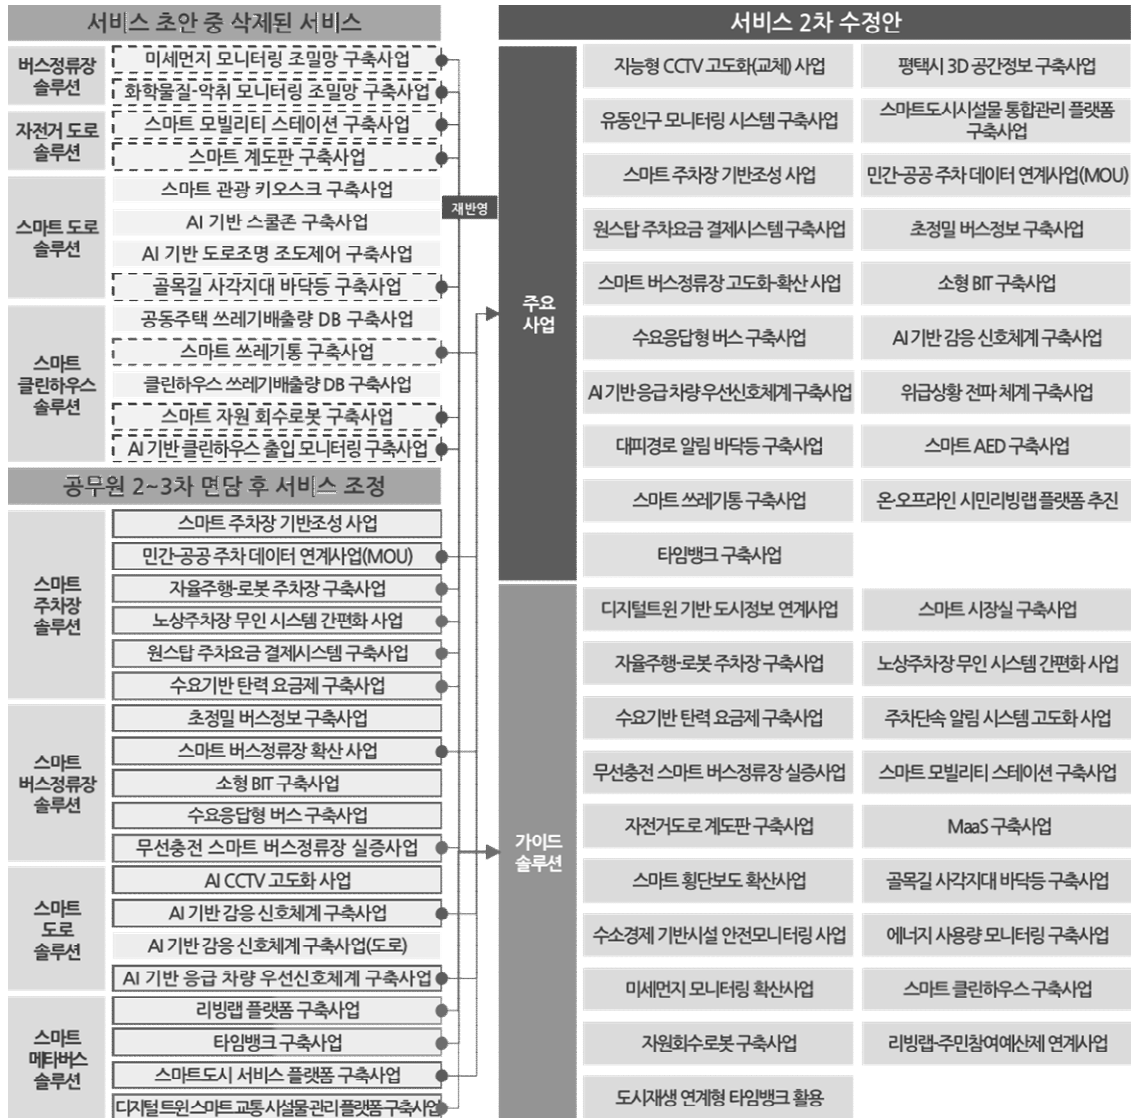 서비스 초안 중 삭제된 서비스
버스정류장
솔루션
미세먼지 모니터링 조밀망 구축사업
화학물질-악취 모니터링 조밀망 구축사업
자전거 도로
솔루션
스마트 모빌리티 스테이션 구축사업
스마트 계도판 구축사업
스마트 도로
솔루션
스마트 관광 키오스크 구축사업
AI 기반 스쿨존 구축사업
AI 기반 도로조명 조도제어 구축사업
골목길 사각지대 바닥등 구축사업
스마트
클린하우스
솔루션
공동주택 쓰레기배출량 DB 구축사업
스마트 쓰레기통 구축사업
클린하우스 쓰레기배출량 DB 구축사업
스마트 자원 회수로봇 구축사업
AI 기반 클린하우스 출입 모니터링 구축사업
공무원 2~3차 면담 후 서비스 조정
스마트
주차장
솔루션
스마트 주차장 기반조성 사업
민간-공공 주차 데이터 연계사업(MOU)
자율주행-로봇 주차장 구축사업
노상주차장 무인 시스템 간편화 사업
원스탑 주차요금 결제시스템 구축사업
수요기반 탄력 요금제 구축사업
스마트
버스정류장
솔루션
초정밀 버스정보 구축사업
스마트 버스정류장 확산 사업
소형 BIT 구축사업
수요응답형 버스 구축사업
무선충전 스마트 버스정류장 실증사업
스마트
도로
솔루션
AI CCTV 고도화 사업
AI 기반 감응 신호체계 구축사업
AI 기반 감응 신호체계 구축사업(도로)
AI 기반 응급 차량 우선신호체계 구축사업
스마트
메타버스
솔루션
리빙랩 플랫폼 구축사업
타임뱅크 구축사업
스마트도시 서비스 플랫폼 구축사업
디지털 트윈 스마트 교통 시설물 관리 플랫폼 구축사업
재반영
서비스 2차 수정안
주요
사업
지능형 CCTV 고도화(교체) 사업
평택시 3D 공간정보 구축사업
유동인구 모니터링 시스템 구축사업
스마트도시시설물 통합관리 플랫폼
구축사업
스마트 주차장 기반조성 사업
민간-공공 주차 데이터 연계사업(MOU)
원스탑 주차요금 결제시스템 구축사업
초정밀 버스정보 구축사업
스마트 버스정류장 고도화-확산 사업
소형 BIT 구축사업
수요응답형 버스 구축사업
AI 기반 감응 신호체계 구축사업
AI 기반 응급 차량 우선신호체계 구축사업
위급상황 전파 체계 구축사업
대피경로 알림 바닥등 구축사업
스마트 AED 구축사업
스마트 쓰레기통 구축사업
온·오프라인 시민리빙랩 플랫폼 추진
타임뱅크 구축사업
가이드
솔루션
디지털트윈 기반 도시정보 연계사업
스마트 시장실 구축사업
자율주행-로봇 주차장 구축사업
노상주차장 무인 시스템 간편화 사업
수요기반 탄력 요금제 구축사업
주차단속 알림 시스템 고도화 사업
무선충전 스마트 버스정류장 실증사업
스마트 모빌리티 스테이션 구축사업
자전거도로 계도판 구축사업
MaaS 구축사업
스마트 횡단보도 확산사업
골목길 사각지대 바닥등 구축사업
수소경제 기반시설 안전모니터링 사업
에너지 사용량 모니터링 구축사업
미세먼지 모니터링 확산사업
스마트 클린하우스 구축사업
자원회수로봇 구축사업
리빙랩-주민참여예산제 연계사업
도시재생 연계형 타임뱅크 활용